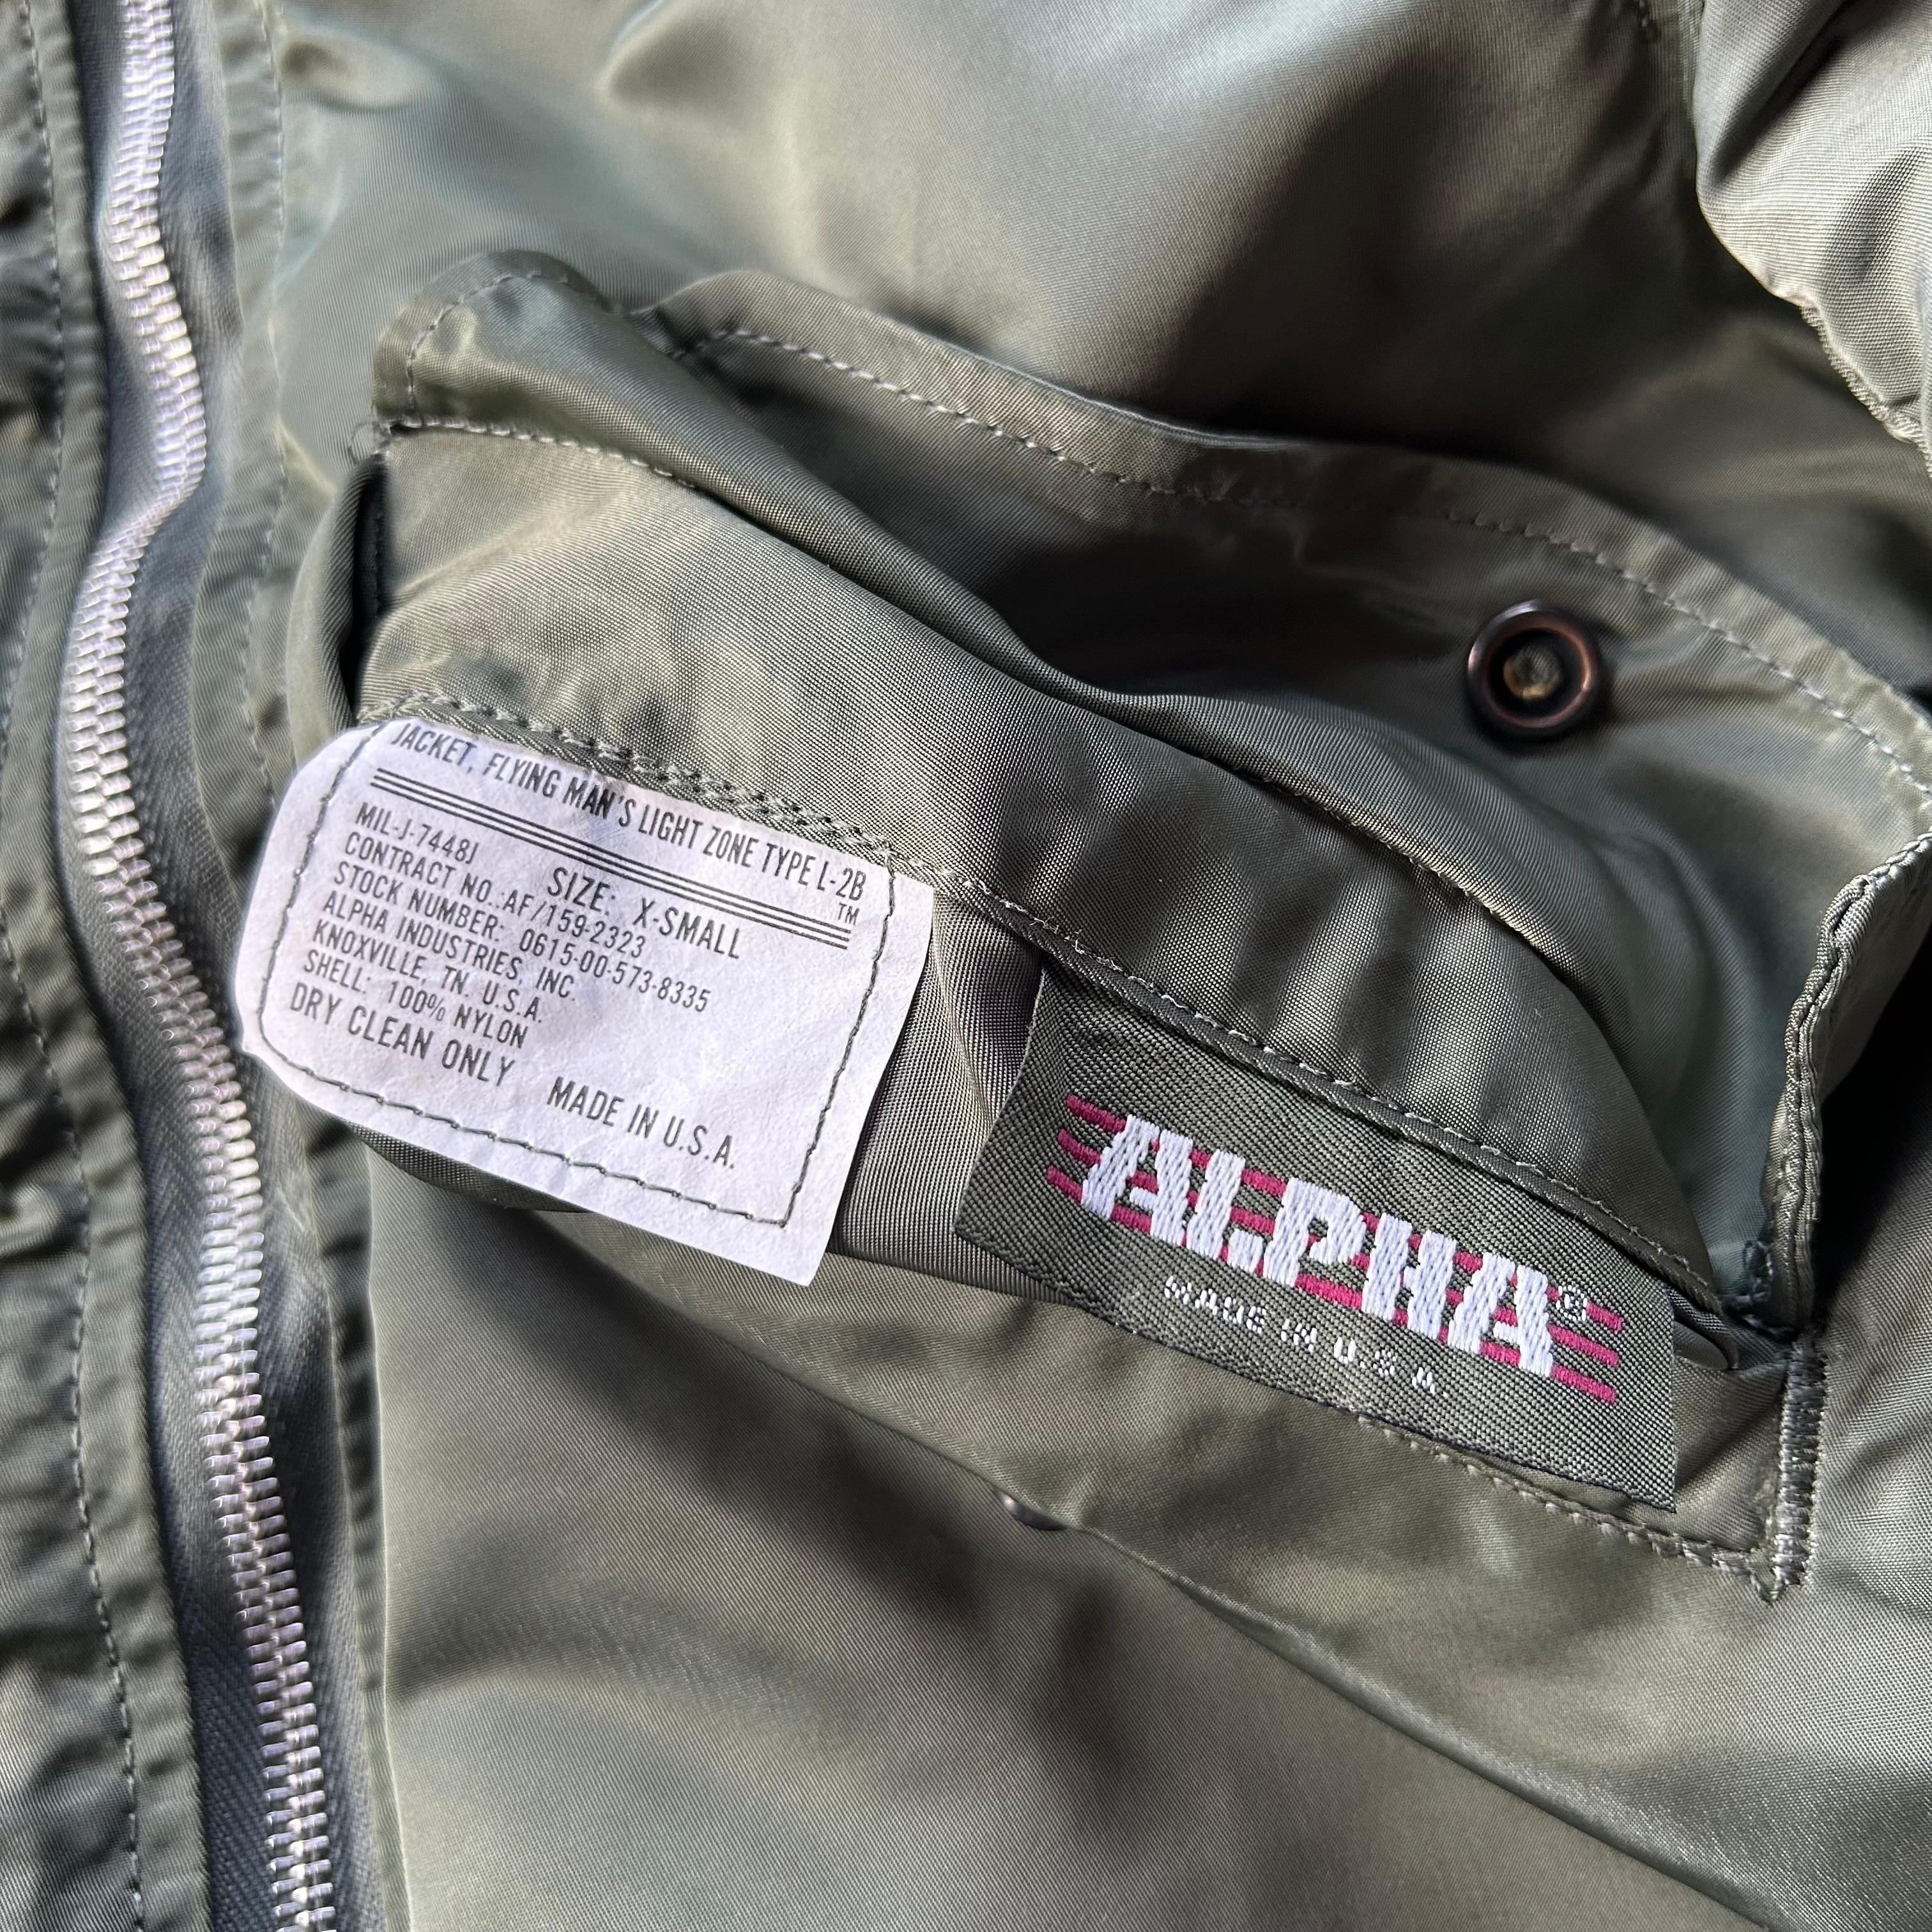 JACKET, FLYING MAN'S LIGHT ZONE TYPE L-2B
TM
MIL-J-7448J SIZE: X-SMALL
CONTRACT NO. AF/159-2323
STOCK NUMBER: 0615-00-573-8335
ALPHA INDUSTRIES, INC.
KNOXVILLE, TN. U.S.A.
SHELL: 100% NYLON
DRY CLEAN ONLY
MADE IN U.S.A.
ALPHA®
MADE IN U.S.A